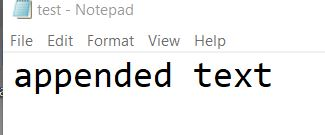 test - Notepad
File Edit Format View Help
appended text